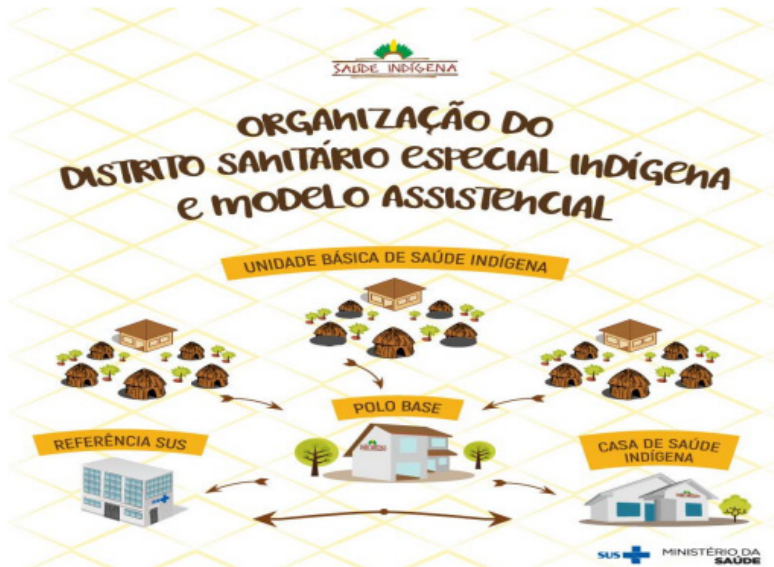 SAÚDE INDÍGENA
ORGANIZAÇÃO DO
DISTRITO SANITÁRIO ESPECIAL INDÍGENA
E MODELO ASSISTENCIAL
UNIDADE BÁSICA DE SAÚDE INDÍGENA
POLO BASE
REFERÊNCIA SUS
CASA DE SAÚDE
INDÍGENA
SUS
MINISTÉRIO DA
SAÚDE